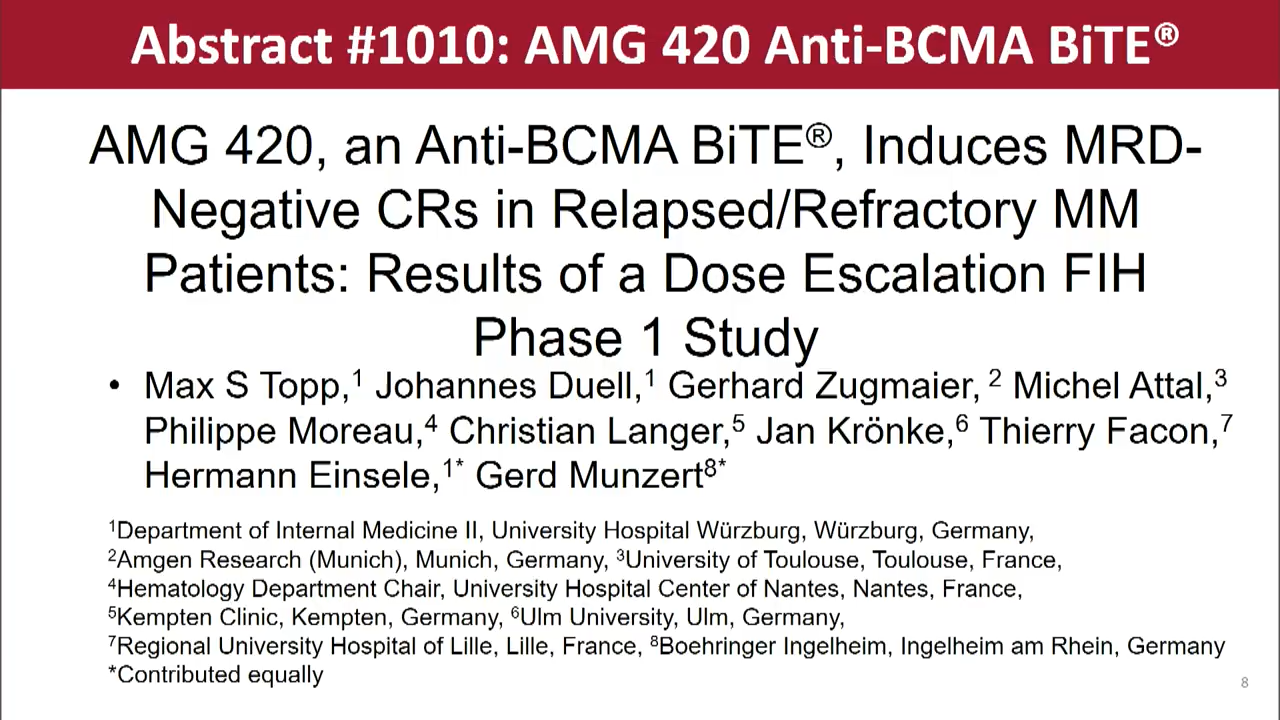 Abstract #1010: AMG 420 Anti-BCMA BiTE®
AMG 420, an Anti-BCMA BiTE®, Induces MRD-
Negative CRs in Relapsed/Refractory MM
Patients: Results of a Dose Escalation FIH
Phase 1 Study
• Max S Topp,¹ Johannes Duell,¹ Gerhard Zugmaier, ² Michel Attal,³
Philippe Moreau,⁴ Christian Langer,⁵ Jan Krönke,⁶ Thierry Facon,⁷
Hermann Einsele,¹* Gerd Munzert⁸*
¹Department of Internal Medicine II, University Hospital Würzburg, Würzburg, Germany,
²Amgen Research (Munich), Munich, Germany, ³University of Toulouse, Toulouse, France,
⁴Hematology Department Chair, University Hospital Center of Nantes, Nantes, France,
⁵Kempten Clinic, Kempten, Germany, ⁶Ulm University, Ulm, Germany,
⁷Regional University Hospital of Lille, Lille, France, ⁸Boehringer Ingelheim, Ingelheim am Rhein, Germany
*Contributed equally
8